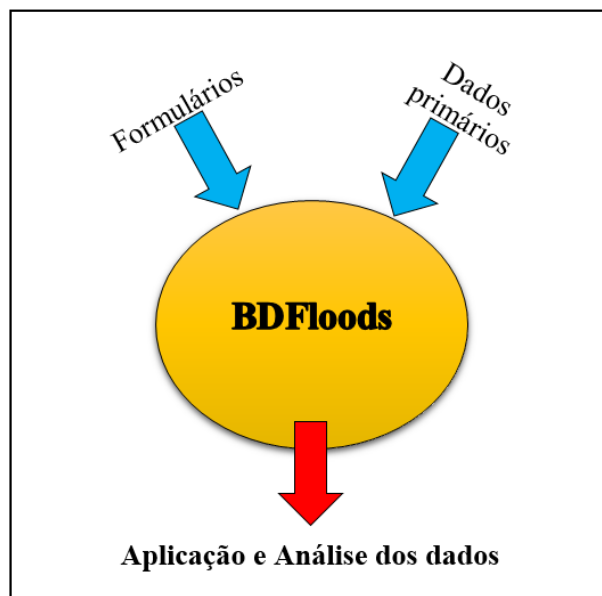 Formulários
Dados
primários
BDFloods
Aplicação e Análise dos dados